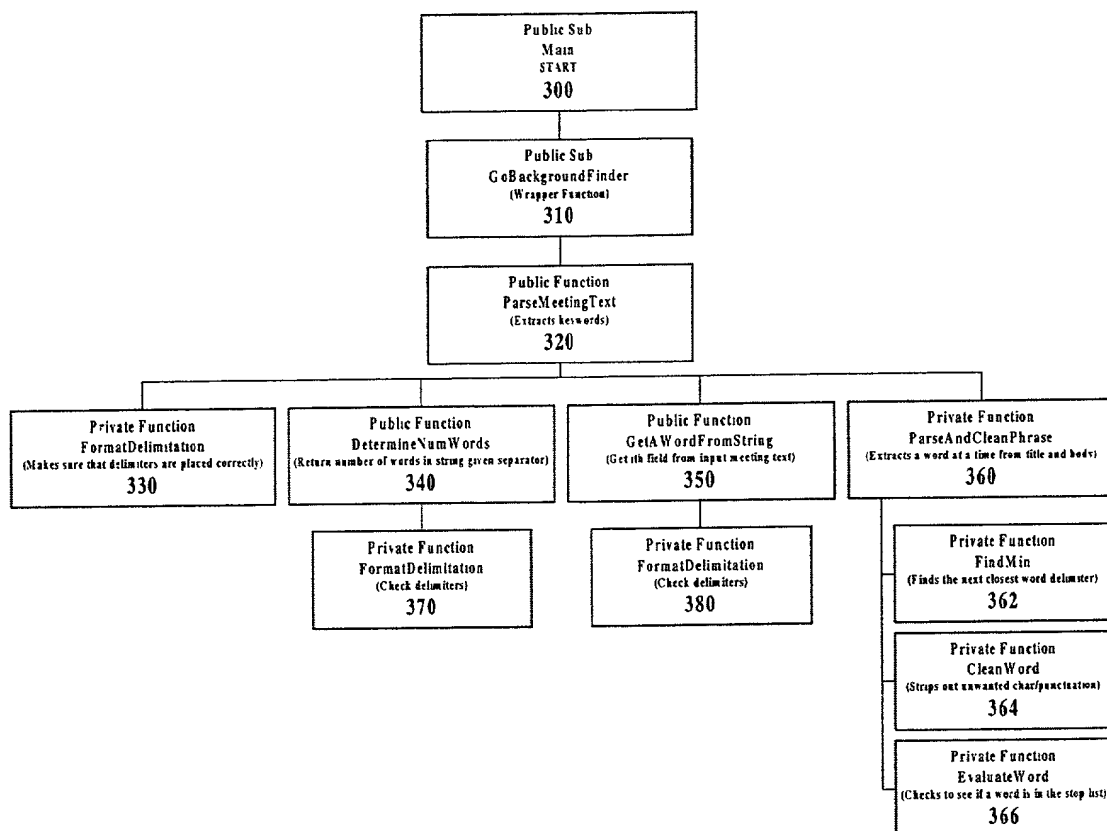 Public Sub
Main
START
300
Public Sub
GoBackgroundFinder
(Wrapper Function)
310
Public Function
ParseMeetingText
(Extracts keywords)
320
Private Function
FormatDelimitation
(Makes sure that delimiters are placed correctly)
330
Public Function
DetermineNumWords
(Return number of words in string given separator)
340
Public Function
GetAWordFromString
(Get ith field from input meeting text)
350
Private Function
ParseAndCleanPhrase
(Extracts a word at a time from title and body)
360
Private Function
FormatDelimitation
(Check delimiters)
370
Private Function
FormatDelimitation
(Check delimiters)
380
Private Function
FindMin
(Finds the next closest word delimiter)
362
Private Function
CleanWord
(Strips out unwanted char/punctuation)
364
Private Function
EvaluateWord
(Checks to see if a word is in the stop list)
366